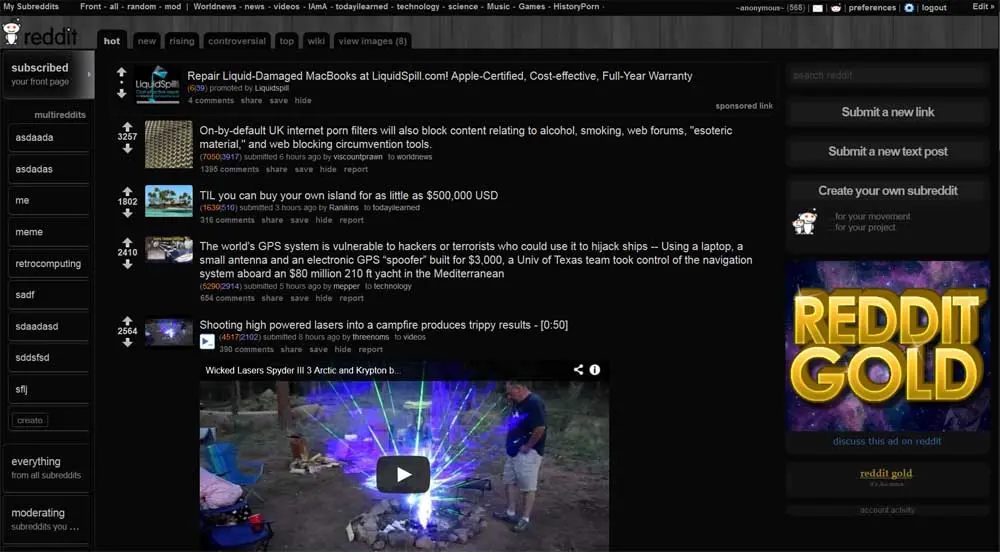 My Subreddits Front - all - random - mod | Worldnews - news - videos - IAmA - todayilearned - technology - science - Music - Games - HistoryPorn - ~anonymous~ (568) | | | preferences | | logout Edit »
reddit hot new rising controversial top wiki view images (8)
subscribed
your front page
multireddits
asdaada
asdadas
me
meme
retrocomputing
sadf
sdaadasd
sddsfsd
sflj
create
everything
from all subreddits
moderating
subreddits you ...
LiquidSpill
Repair Liquid-Damaged MacBooks at LiquidSpill.com! Apple-Certified, Cost-effective, Full-Year Warranty
(6|39) promoted by Liquidspill
4 comments share save hide
sponsored link
3257
On-by-default UK internet porn filters will also block content relating to alcohol, smoking, web forums, "esoteric
material," and web blocking circumvention tools.
(7050|3917) submitted 6 hours ago by viscountprawn to worldnews
1395 comments share save hide report
1802
TIL you can buy your own island for as little as $500,000 USD
(1639|510) submitted 3 hours ago by Ranikins to todayilearned
316 comments share save hide report
2410
The world's GPS system is vulnerable to hackers or terrorists who could use it to hijack ships -- Using a laptop, a
small antenna and an electronic GPS “spoofer” built for $3,000, a Univ of Texas team took control of the navigation
system aboard an $80 million 210 ft yacht in the Mediterranean
(5290|2914) submitted 5 hours ago by mepper to technology
654 comments share save hide report
2564
Shooting high powered lasers into a campfire produces trippy results - [0:50]
(4517|2102) submitted 8 hours ago by threenoms to videos
390 comments share save hide report
Wicked Lasers Spyder III 3 Arctic and Krypton b...
search reddit
Submit a new link
Submit a new text post
Create your own subreddit
...for your movement.
...for your project.
REDDIT
GOLD
discuss this ad on reddit
reddit gold
account activity